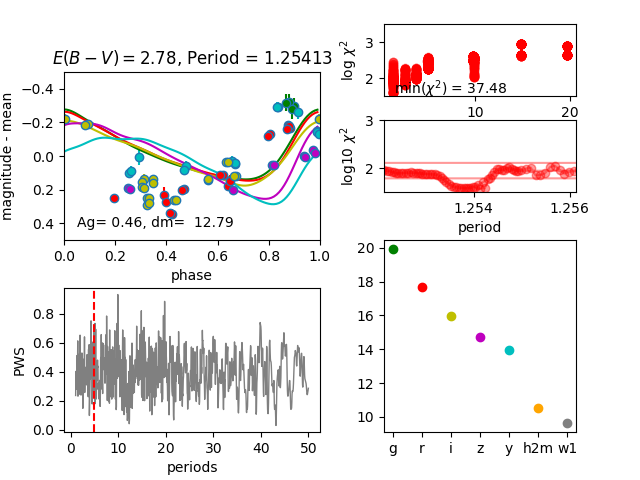 E(B − V) = 2.78, Period = 1.25413
magnitude - mean
−0.4
−0.2
0.0
0.2
0.4
Ag= 0.46, dm=  12.79
0.0 0.2 0.4 0.6 0.8 1.0
phase
log χ²
3
2
min(χ²) = 37.48
10 20
log10 χ²
3
2
1.254 1.256
period
PWS
0.8
0.6
0.4
0.2
0.0
0 10 20 30 40 50
periods
20
18
16
14
12
10
g r i z y h2m w1